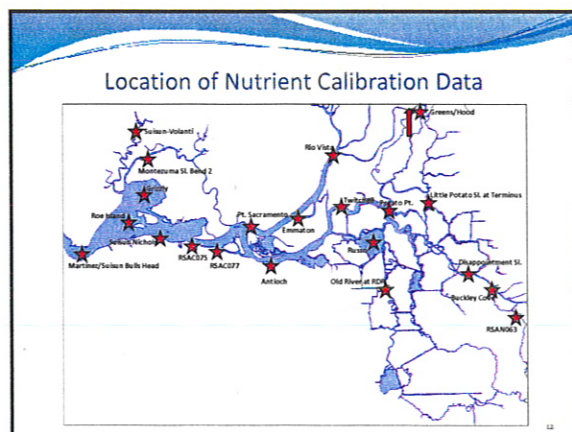 Location of Nutrient Calibration Data
Greens/Hood
Suisun-Volanti
Rio Vista
Montezuma Sl. Bend 2
Grizzly
Little Potato Sl. at Terminus
Twitchell
Potato Pt.
Roe Island
Pt. Sacramento
Emmaton
Suisun Nichols
RSAC075
RSAC077
Russo
Martinez/Suisun Bulls Head
Antioch
Disappointment Sl.
Old River at RDR
Buckley Cove
RSAN063
12